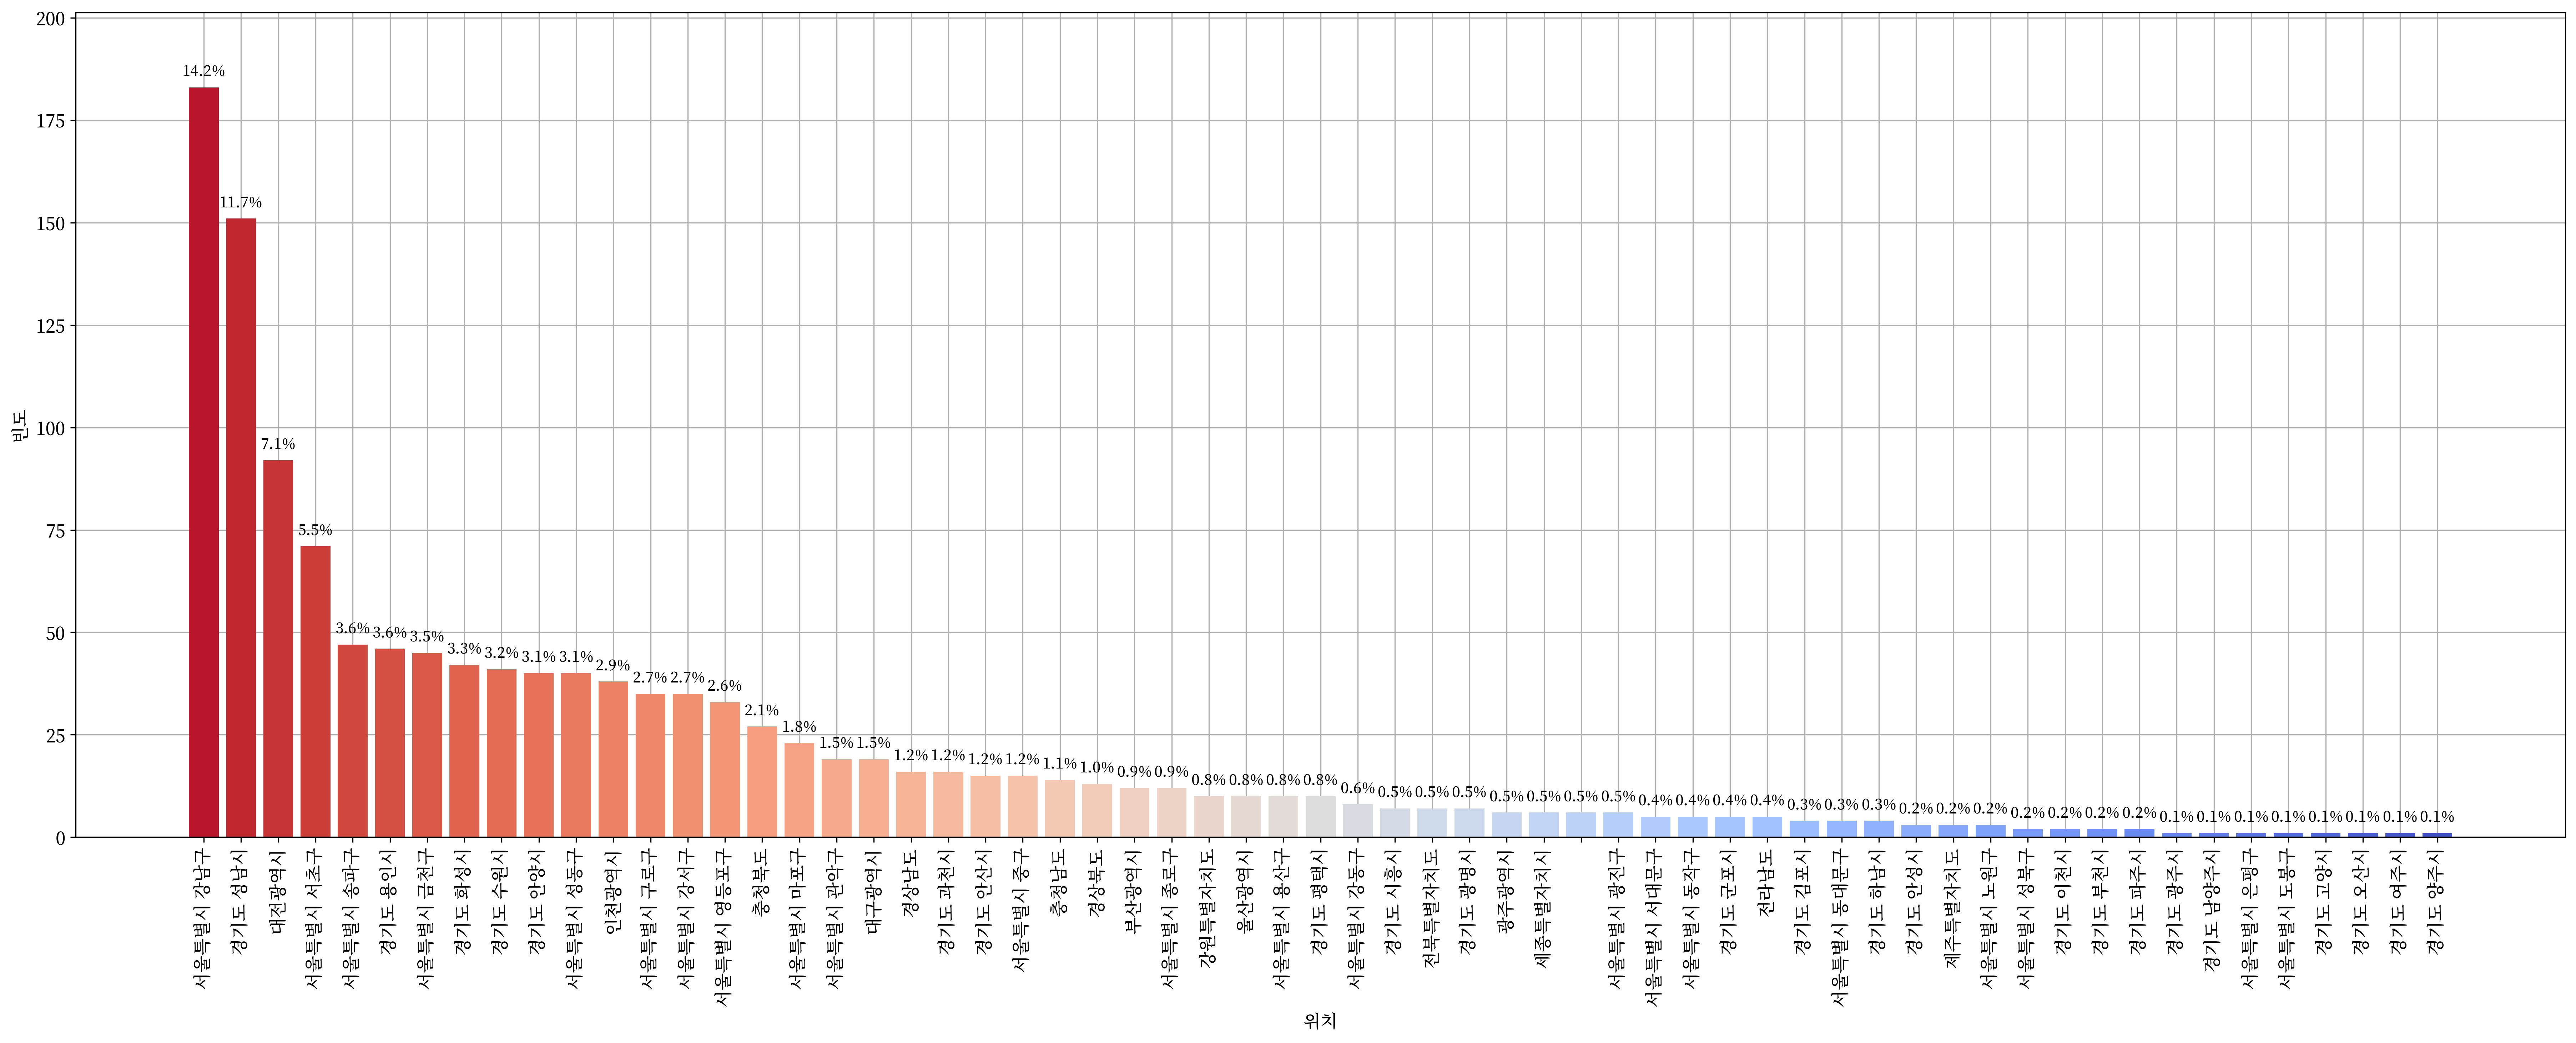 200
175
150
125
100
75
50
25
0
빈도
14.2%
11.7%
7.1%
5.5%
3.6%
3.6%
3.5%
3.3%
3.2%
3.1%
3.1%
2.9%
2.7%
2.7%
2.6%
2.1%
1.8%
1.5%
1.5%
1.2%
1.2%
1.2%
1.2%
1.1%
1.0%
0.9%
0.9%
0.8%
0.8%
0.8%
0.8%
0.6%
0.5%
0.5%
0.5%
0.5%
0.5%
0.5%
0.5%
0.4%
0.4%
0.4%
0.4%
0.3%
0.3%
0.3%
0.2%
0.2%
0.2%
0.2%
0.2%
0.2%
0.2%
0.1%
0.1%
0.1%
0.1%
0.1%
0.1%
0.1%
0.1%
서울특별시 강남구
경기도 성남시
대전광역시
서울특별시 서초구
서울특별시 송파구
경기도 용인시
서울특별시 금천구
경기도 화성시
경기도 수원시
경기도 안양시
서울특별시 성동구
인천광역시
서울특별시 구로구
서울특별시 강서구
서울특별시 영등포구
충청북도
서울특별시 마포구
서울특별시 관악구
대구광역시
경상남도
경기도 과천시
경기도 안산시
서울특별시 중구
충청남도
경상북도
부산광역시
서울특별시 종로구
강원특별자치도
울산광역시
서울특별시 용산구
경기도 평택시
서울특별시 강동구
경기도 시흥시
전북특별자치도
경기도 광명시
광주광역시
세종특별자치시
서울특별시 광진구
서울특별시 서대문구
서울특별시 동작구
경기도 군포시
전라남도
경기도 김포시
서울특별시 동대문구
경기도 하남시
경기도 안성시
제주특별자치도
서울특별시 노원구
서울특별시 성북구
경기도 이천시
경기도 부천시
경기도 파주시
경기도 광주시
경기도 남양주시
서울특별시 은평구
서울특별시 도봉구
경기도 고양시
경기도 오산시
경기도 여주시
경기도 양주시
위치